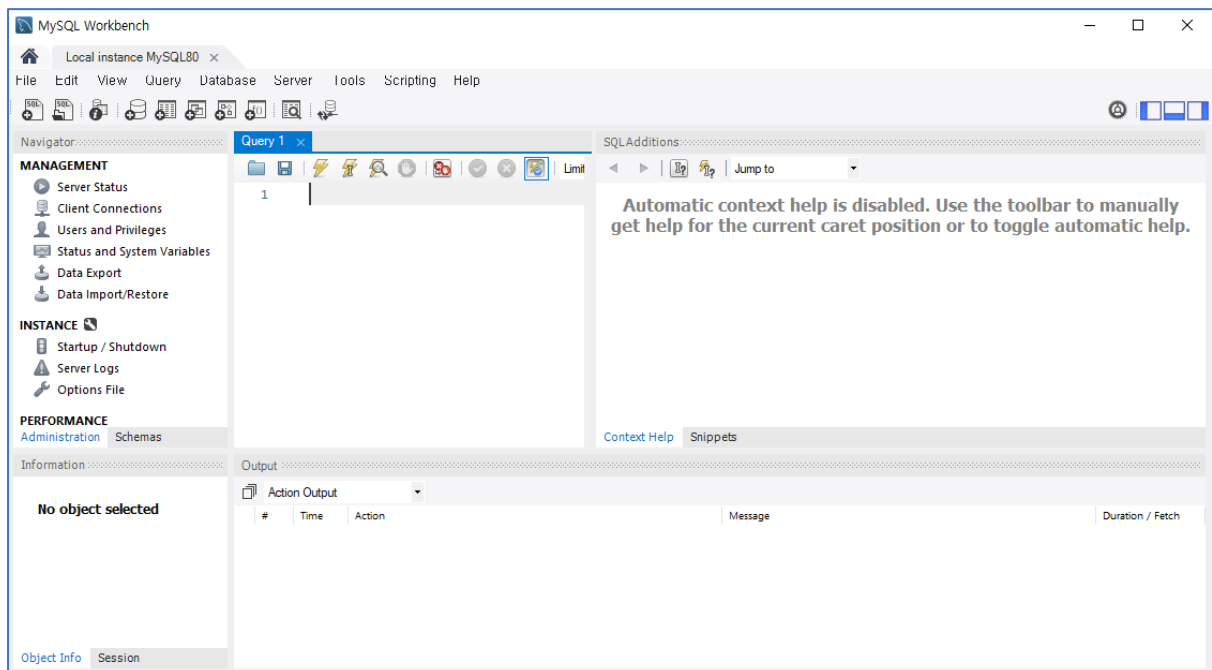 MySQL Workbench
Local instance MySQL80
File Edit View Query Database Server Tools Scripting Help
Navigator
MANAGEMENT
Server Status
Client Connections
Users and Privileges
Status and System Variables
Data Export
Data Import/Restore
INSTANCE
Startup / Shutdown
Server Logs
Options File
PERFORMANCE
Administration Schemas
Query 1
Limit
1
SQLAdditions
Jump to
Automatic context help is disabled. Use the toolbar to manually
get help for the current caret position or to toggle automatic help.
Context Help Snippets
Information
No object selected
Object Info Session
Output
Action Output
# Time Action Message Duration / Fetch